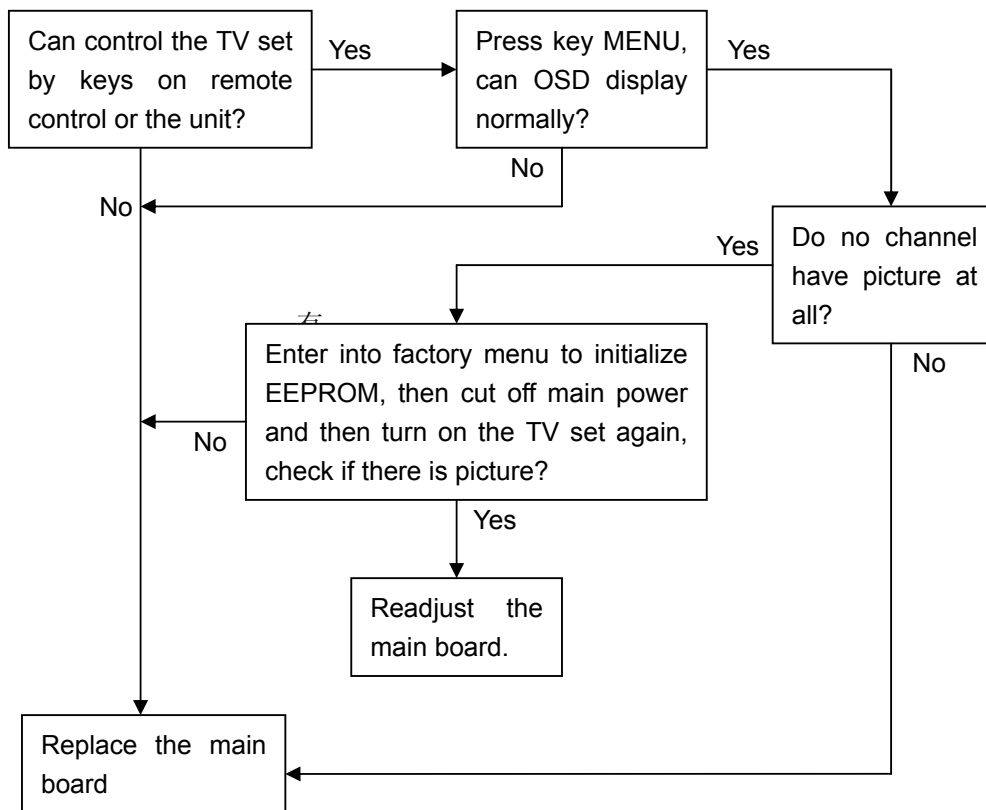 Can control the TV set
by keys on remote
control or the unit?
Yes
Press key MENU,
can OSD display
normally?
Yes
No
No
Do no channel
have picture at
all?
Yes
No
Enter into factory menu to initialize
EEPROM, then cut off main power
and then turn on the TV set again,
check if there is picture?
No
Yes
Readjust the
main board.
Replace the main
board